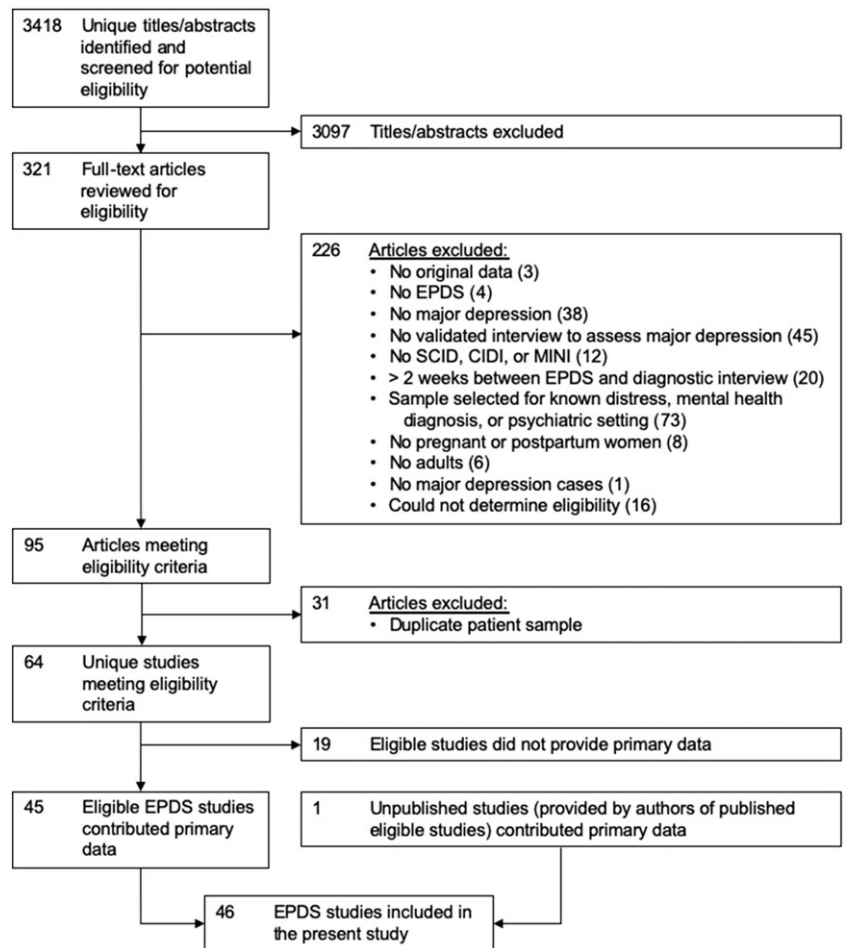 3418 Unique titles/abstracts
identified and
screened for potential
eligibility
3097 Titles/abstracts excluded
321 Full-text articles
reviewed for
eligibility
226 Articles excluded:
• No original data (3)
• No EPDS (4)
• No major depression (38)
• No validated interview to assess major depression (45)
• No SCID, CIDI, or MINI (12)
• > 2 weeks between EPDS and diagnostic interview (20)
• Sample selected for known distress, mental health
diagnosis, or psychiatric setting (73)
• No pregnant or postpartum women (8)
• No adults (6)
• No major depression cases (1)
• Could not determine eligibility (16)
95 Articles meeting
eligibility criteria
31 Articles excluded:
• Duplicate patient sample
64 Unique studies
meeting eligibility
criteria
19 Eligible studies did not provide primary data
45 Eligible EPDS studies
contributed primary
data
1 Unpublished studies (provided by authors of published
eligible studies) contributed primary data
46 EPDS studies included in
the present study